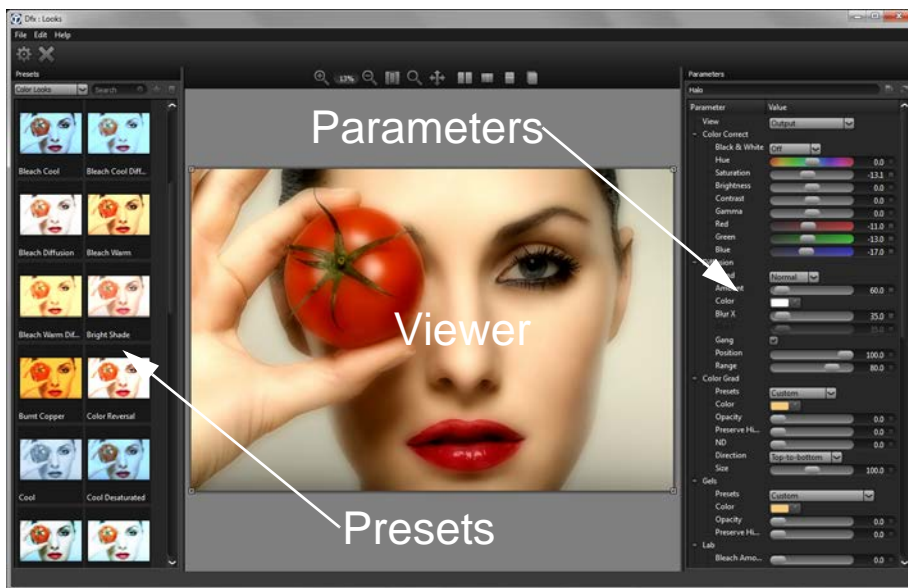 Dfx : Looks
File Edit Help
Presets
Color Looks
Search
Bleach Cool
Bleach Cool Diff...
Bleach Diffusion
Bleach Warm
Bleach Warm Dif...
Bright Shade
Burnt Copper
Color Reversal
Cool
Cool Desaturated
13%
Parameters
Viewer
Presets
Parameters
Halo
Parameter Value
View Output
Color Correct
Black & White Off
Hue 0.0
Saturation -13.1
Brightness 0.0
Contrast 0.0
Gamma 0.0
Red -11.0
Green -13.0
Blue -17.0
Normal
Amount 60.0
Color
Blur X 35.0
Gang
Position 100.0
Range 80.0
Color Grad
Presets Custom
Color
Opacity 0.0
Preserve Hi... 0.0
ND 0.0
Direction Top-to-bottom
Size 100.0
Gels
Presets Custom
Color
Opacity 0.0
Preserve Hi... 0.0
Lab
Bleach Amo... 0.0